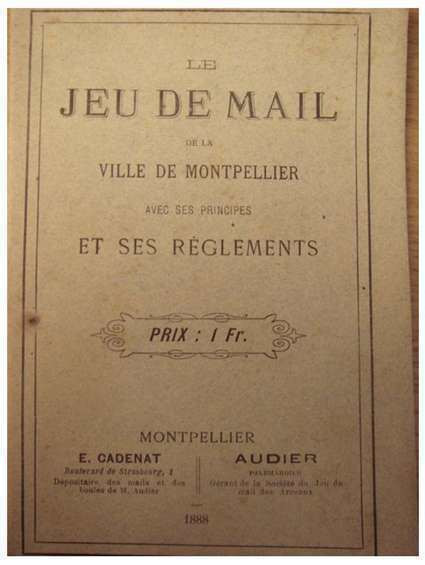 LE
JEU DE MAIL
DE LA
VILLE DE MONTPELLIER
AVEC SES PRINCIPES
ET SES RÈGLEMENTS
PRIX : 1 Fr.
MONTPELLIER
E. CADENAT
Boulevard de Strasbourg, 1
Dépositaire des mails et des
boules de M. Audier
AUDIER
PALEMARDIER
Gérant de la Société du Jeu de
mail des Arceaux
1888